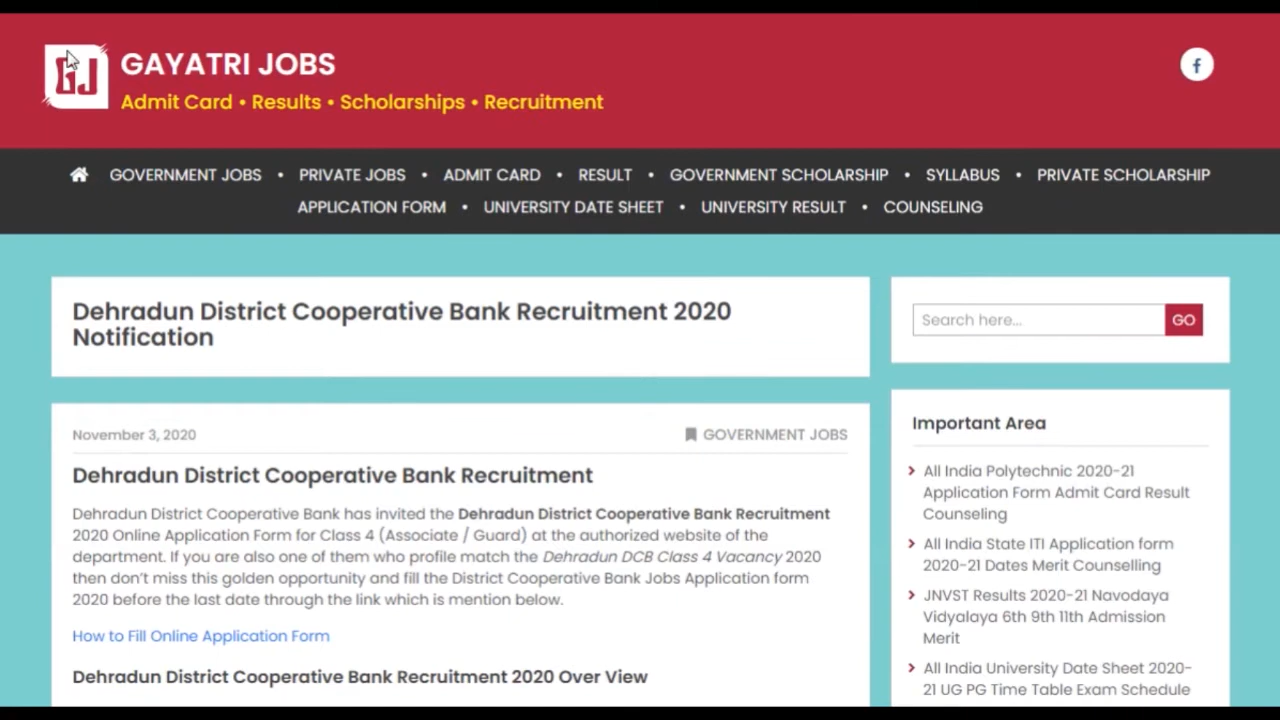 GJ
GAYATRI JOBS
Admit Card • Results • Scholarships • Recruitment
f
GOVERNMENT JOBS • PRIVATE JOBS • ADMIT CARD • RESULT • GOVERNMENT SCHOLARSHIP • SYLLABUS • PRIVATE SCHOLARSHIP
APPLICATION FORM • UNIVERSITY DATE SHEET • UNIVERSITY RESULT • COUNSELING
Dehradun District Cooperative Bank Recruitment 2020
Notification
November 3, 2020
GOVERNMENT JOBS
Dehradun District Cooperative Bank Recruitment
Dehradun District Cooperative Bank has invited the Dehradun District Cooperative Bank Recruitment
2020 Online Application Form for Class 4 (Associate / Guard) at the authorized website of the
department. If you are also one of them who profile match the Dehradun DCB Class 4 Vacancy 2020
then don't miss this golden opportunity and fill the District Cooperative Bank Jobs Application form
2020 before the last date through the link which is mention below.
How to Fill Online Application Form
Dehradun District Cooperative Bank Recruitment 2020 Over View
Search here...
GO
Important Area
All India Polytechnic 2020-21
Application Form Admit Card Result
Counseling
All India State ITI Application form
2020-21 Dates Merit Counselling
JNVST Results 2020-21 Navodaya
Vidyalaya 6th 9th 11th Admission
Merit
All India University Date Sheet 2020-
21 UG PG Time Table Exam Schedule